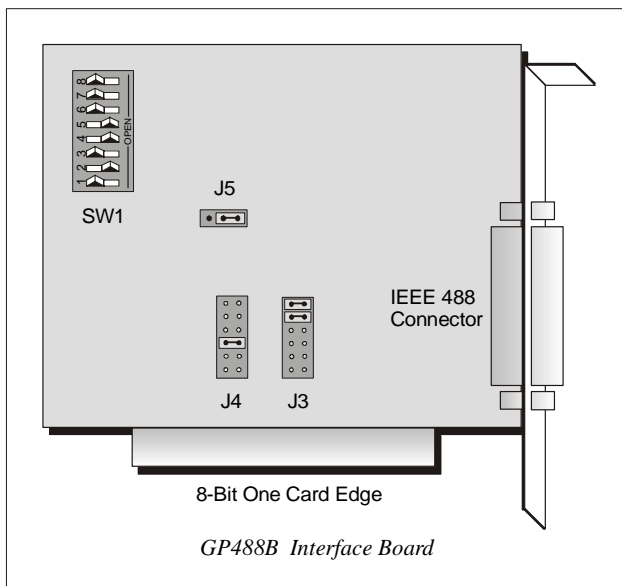 8
7
6
5
4
3
2
1
OPEN
SW1
J5
IEEE 488
Connector
J4
J3
8-Bit One Card Edge
GP488B Interface Board